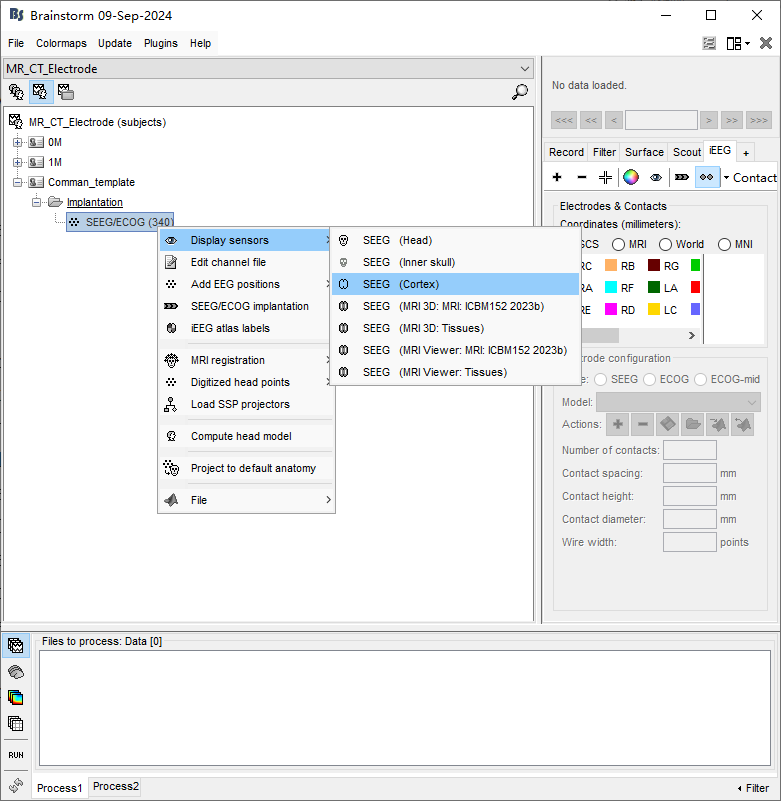 Brainstorm 09-Sep-2024
File Colormaps Update Plugins Help
MR_CT_Electrode
MR_CT_Electrode (subjects)
0M
1M
Comman_template
Implantation
SEEG/ECOG (340)
Display sensors
Edit channel file
Add EEG positions
SEEG/ECOG implantation
iEEG atlas labels
MRI registration
Digitized head points
Load SSP projectors
Compute head model
Project to default anatomy
File
SEEG (Head)
SEEG (Inner skull)
SEEG (Cortex)
SEEG (MRI 3D: MRI: ICBM152 2023b)
SEEG (MRI 3D: Tissues)
SEEG (MRI Viewer: MRI: ICBM152 2023b)
SEEG (MRI Viewer: Tissues)
No data loaded.
<<< << < > >> >>>
Record Filter Surface Scout iEEG +
Contact
Electrodes & Contacts
Coordinates (millimeters):
SCS MRI World MNI
RC RB RG
RA RF LA
RE RD LC
trode configuration
SEEG ECOG ECOG-mid
Model:
Actions:
Number of contacts:
Contact spacing: mm
Contact height: mm
Contact diameter: mm
Wire width: points
Files to process: Data [0]
RUN
Process1 Process2
Filter